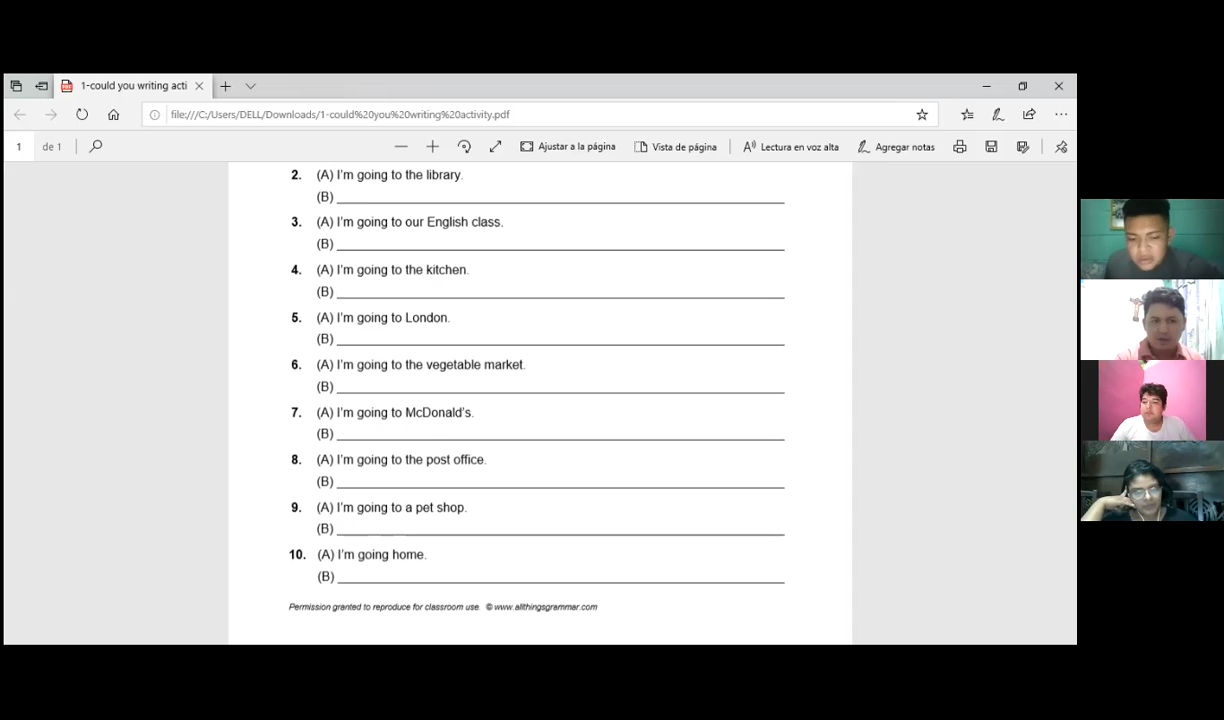 1-could you writing acti
file:///C:/Users/DELL/Downloads/1-could%20you%20writing%20activity.pdf
1 de 1 Ajustar a la página Vista de página Lectura en voz alta Agregar notas
2. (A) I'm going to the library.
(B)
3. (A) I'm going to our English class.
(B)
4. (A) I'm going to the kitchen.
(B)
5. (A) I'm going to London.
(B)
6. (A) I'm going to the vegetable market.
(B)
7. (A) I'm going to McDonald's.
(B)
8. (A) I'm going to the post office.
(B)
9. (A) I'm going to a pet shop.
(B)
10. (A) I'm going home.
(B)
Permission granted to reproduce for classroom use. © www.allthingsgrammar.com